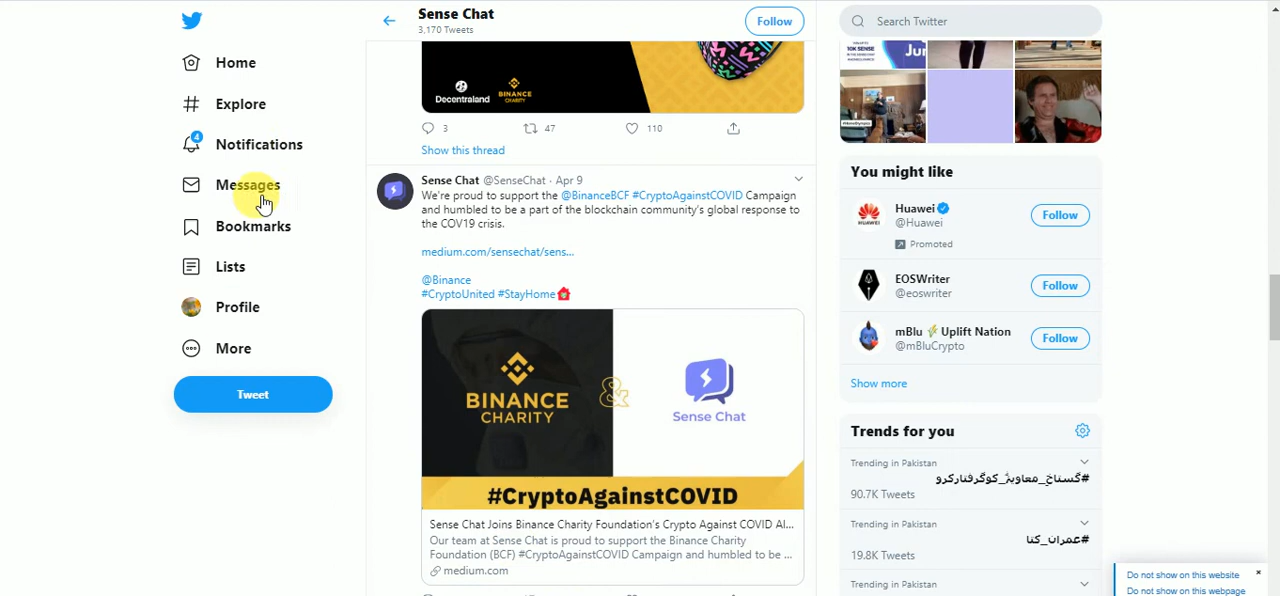 Home
Explore
4
Notifications
Messages
Bookmarks
Lists
Profile
More
Tweet
Sense Chat
3,170 Tweets
Follow
Decentraland
BINANCE
CHARITY
3
47
110
Show this thread
Sense Chat @SenseChat · Apr 9
We're proud to support the @BinanceBCF #CryptoAgainstCOVID Campaign
and humbled to be a part of the blockchain community's global response to
the COV19 crisis.
medium.com/sensechat/sens...
@Binance
#CryptoUnited #StayHome
BINANCE
CHARITY
&
Sense Chat
#CryptoAgainstCOVID
Sense Chat Joins Binance Charity Foundation's Crypto Against COVID Al...
Our team at Sense Chat is proud to support the Binance Charity
Foundation (BCF) #CryptoAgainstCOVID Campaign and humbled to be ...
medium.com
Search Twitter
10K SENSE
You might like
Huawei
@Huawei
Promoted
Follow
EOSWriter
@eoswriter
Follow
mBlu Uplift Nation
@mBluCrypto
Follow
Show more
Trends for you
Trending in Pakistan
#گستاخ_معاویہ_کوگرفتارکرو
90.7K Tweets
Trending in Pakistan
#عمران_کتا
19.8K Tweets
Trending in Pakistan
Do not show on this website
Do not show on this webpage